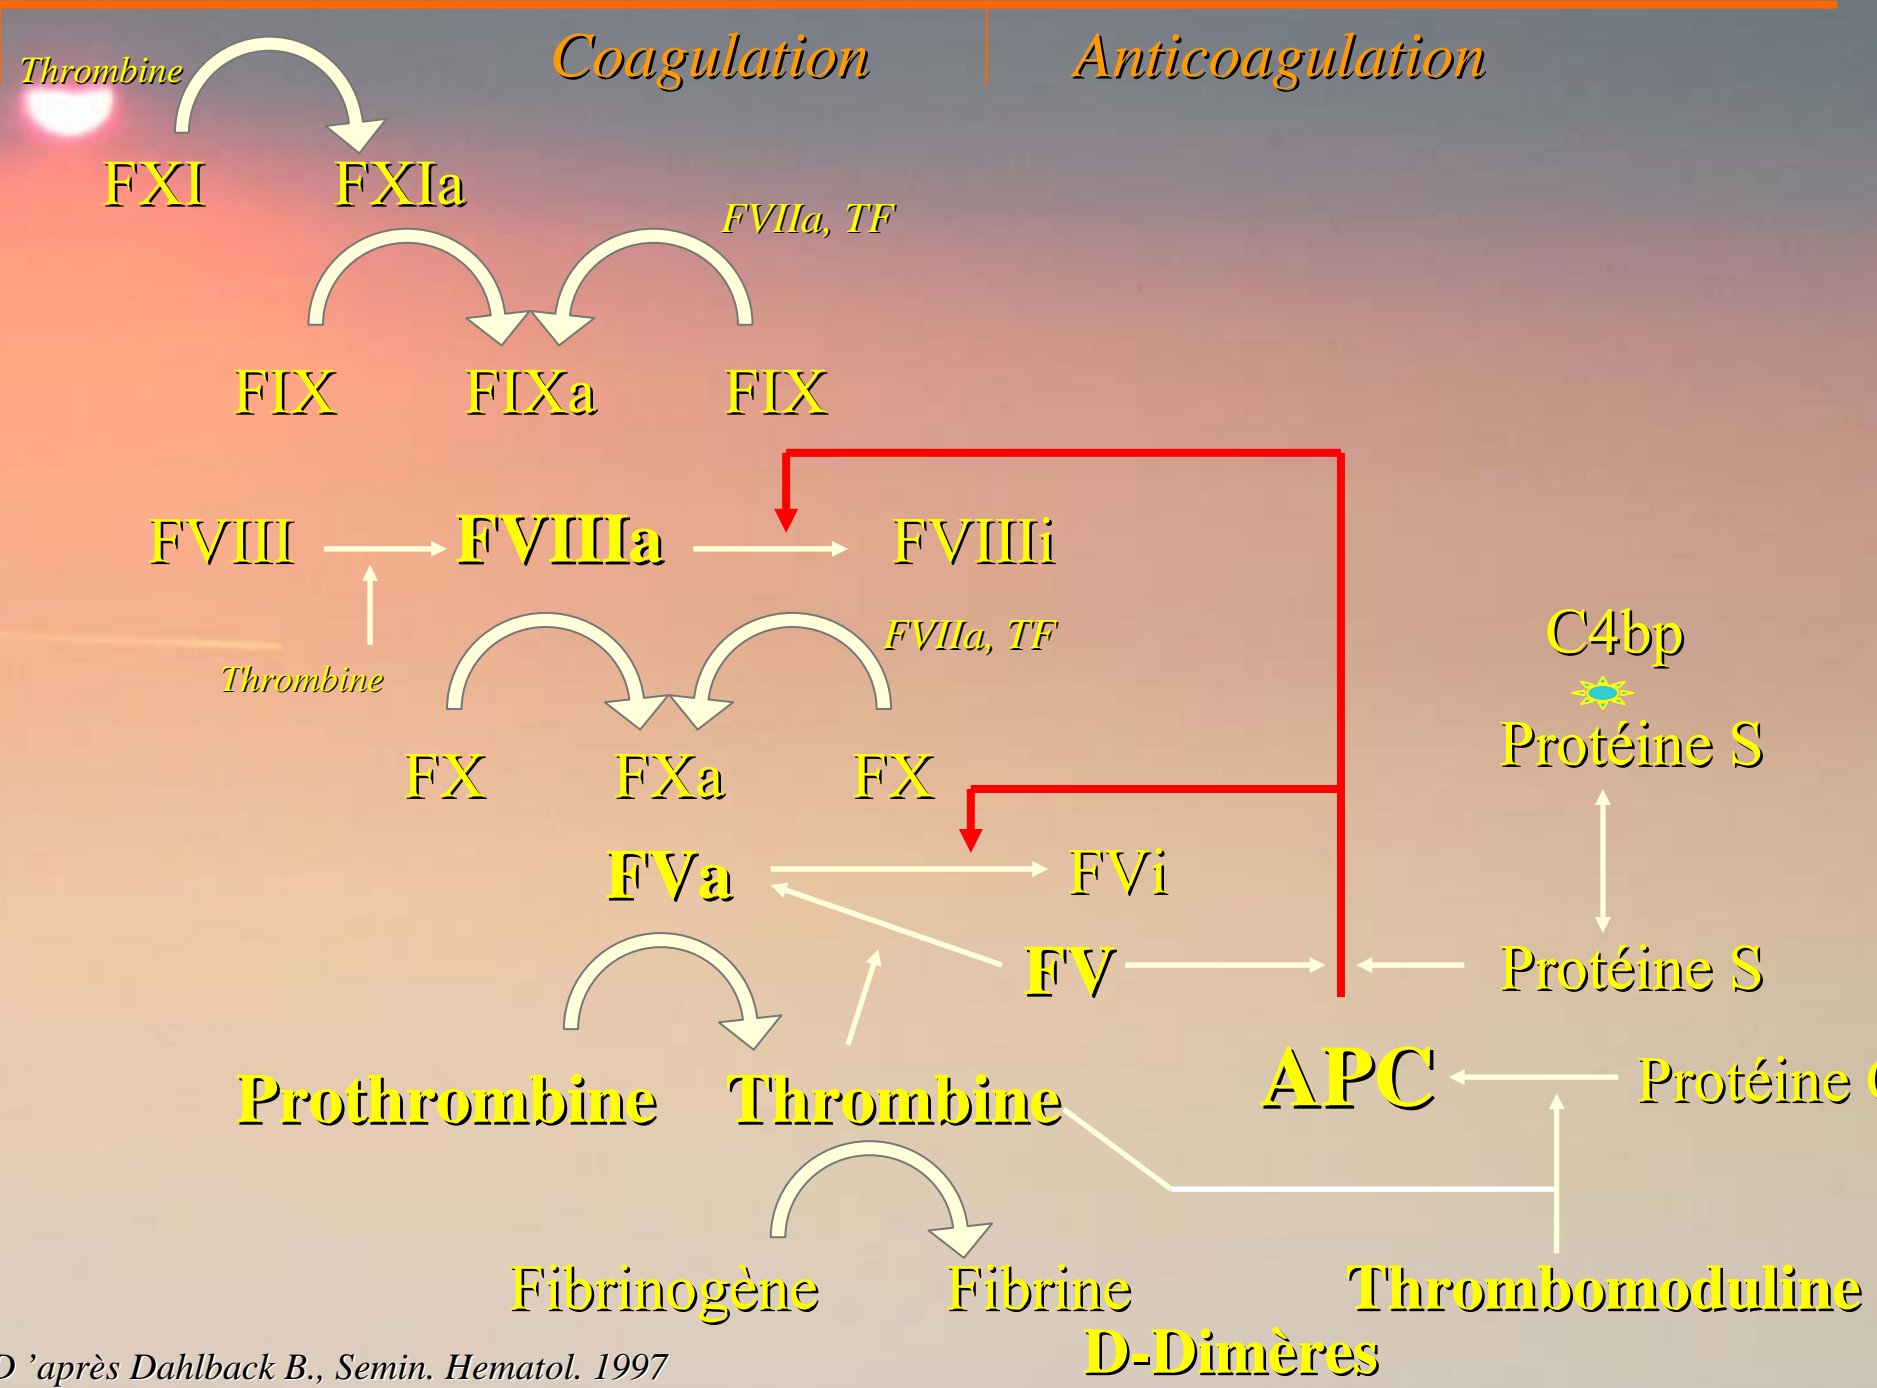 Coagulation Anticoagulation
Thrombine
FXI FXIa
FVIIa, TF
FIX FIXa FIX
FVIII FVIIIa FVIIIi
FVIIa, TF
C4bp
Thrombine
Protéine S
FX FXa FX
FVa FVi
FV Protéine S
APC Protéine C
Prothrombine Thrombine
Fibrinogène Fibrine Thrombomoduline
D-Dimères
D ’après Dahlback B., Semin. Hematol. 1997